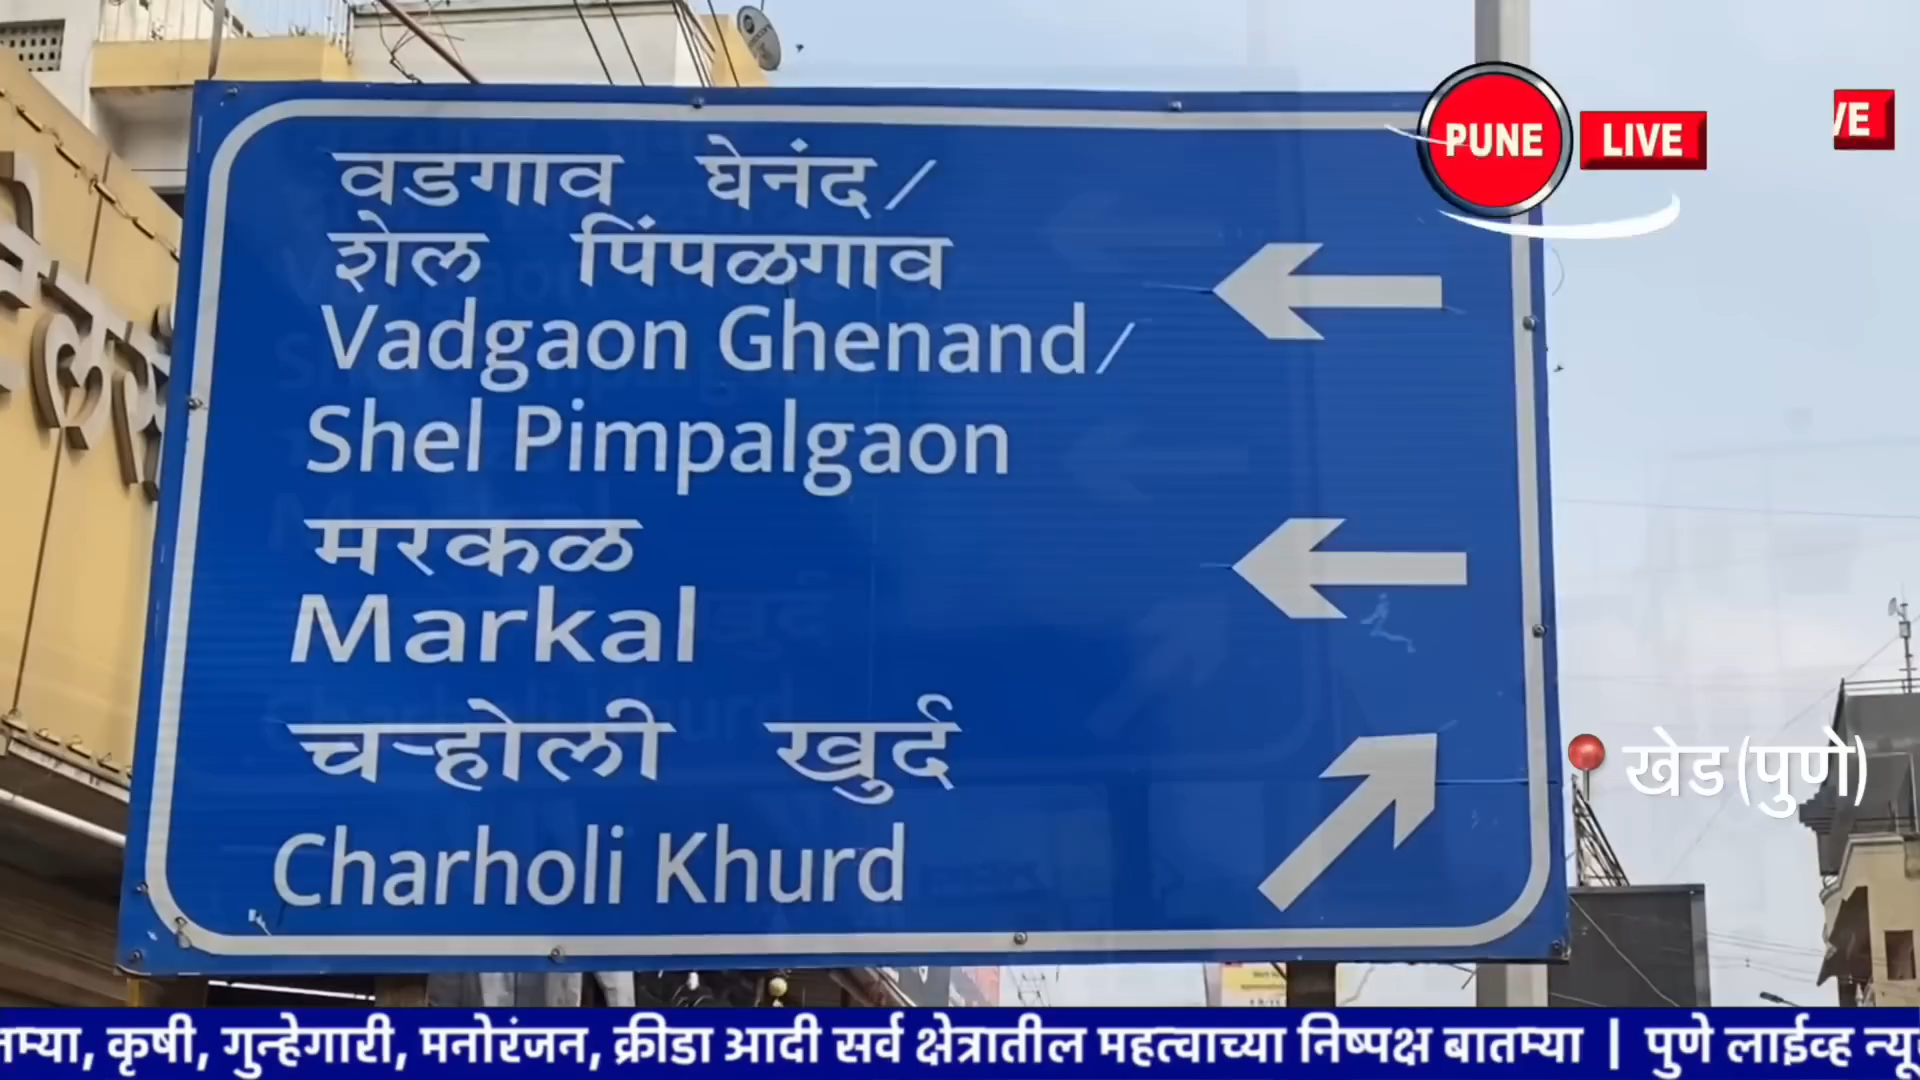 वडगाव घेनंद/
शेल पिंपळगाव
Vadgaon Ghenand/
Shel Pimpalgaon
मरकळ
Markal
चऱ्होली खुर्द
Charholi Khurd
PUNE LIVE
VE
खेड (पुणे)
कृषी, गुन्हेगारी, मनोरंजन, क्रीडा आदी सर्व क्षेत्रातील महत्वाच्या निष्पक्ष बातम्या | पुणे लाईव्ह